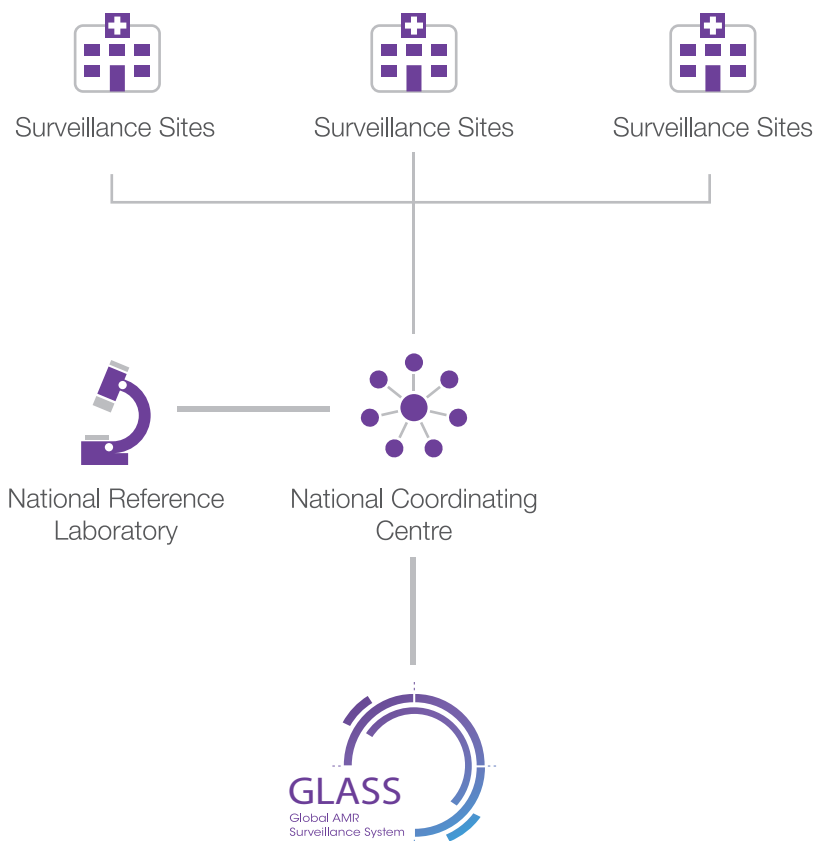 Surveillance Sites
Surveillance Sites
Surveillance Sites
National Reference
Laboratory
National Coordinating
Centre
GLASS
Global AMR
Surveillance System